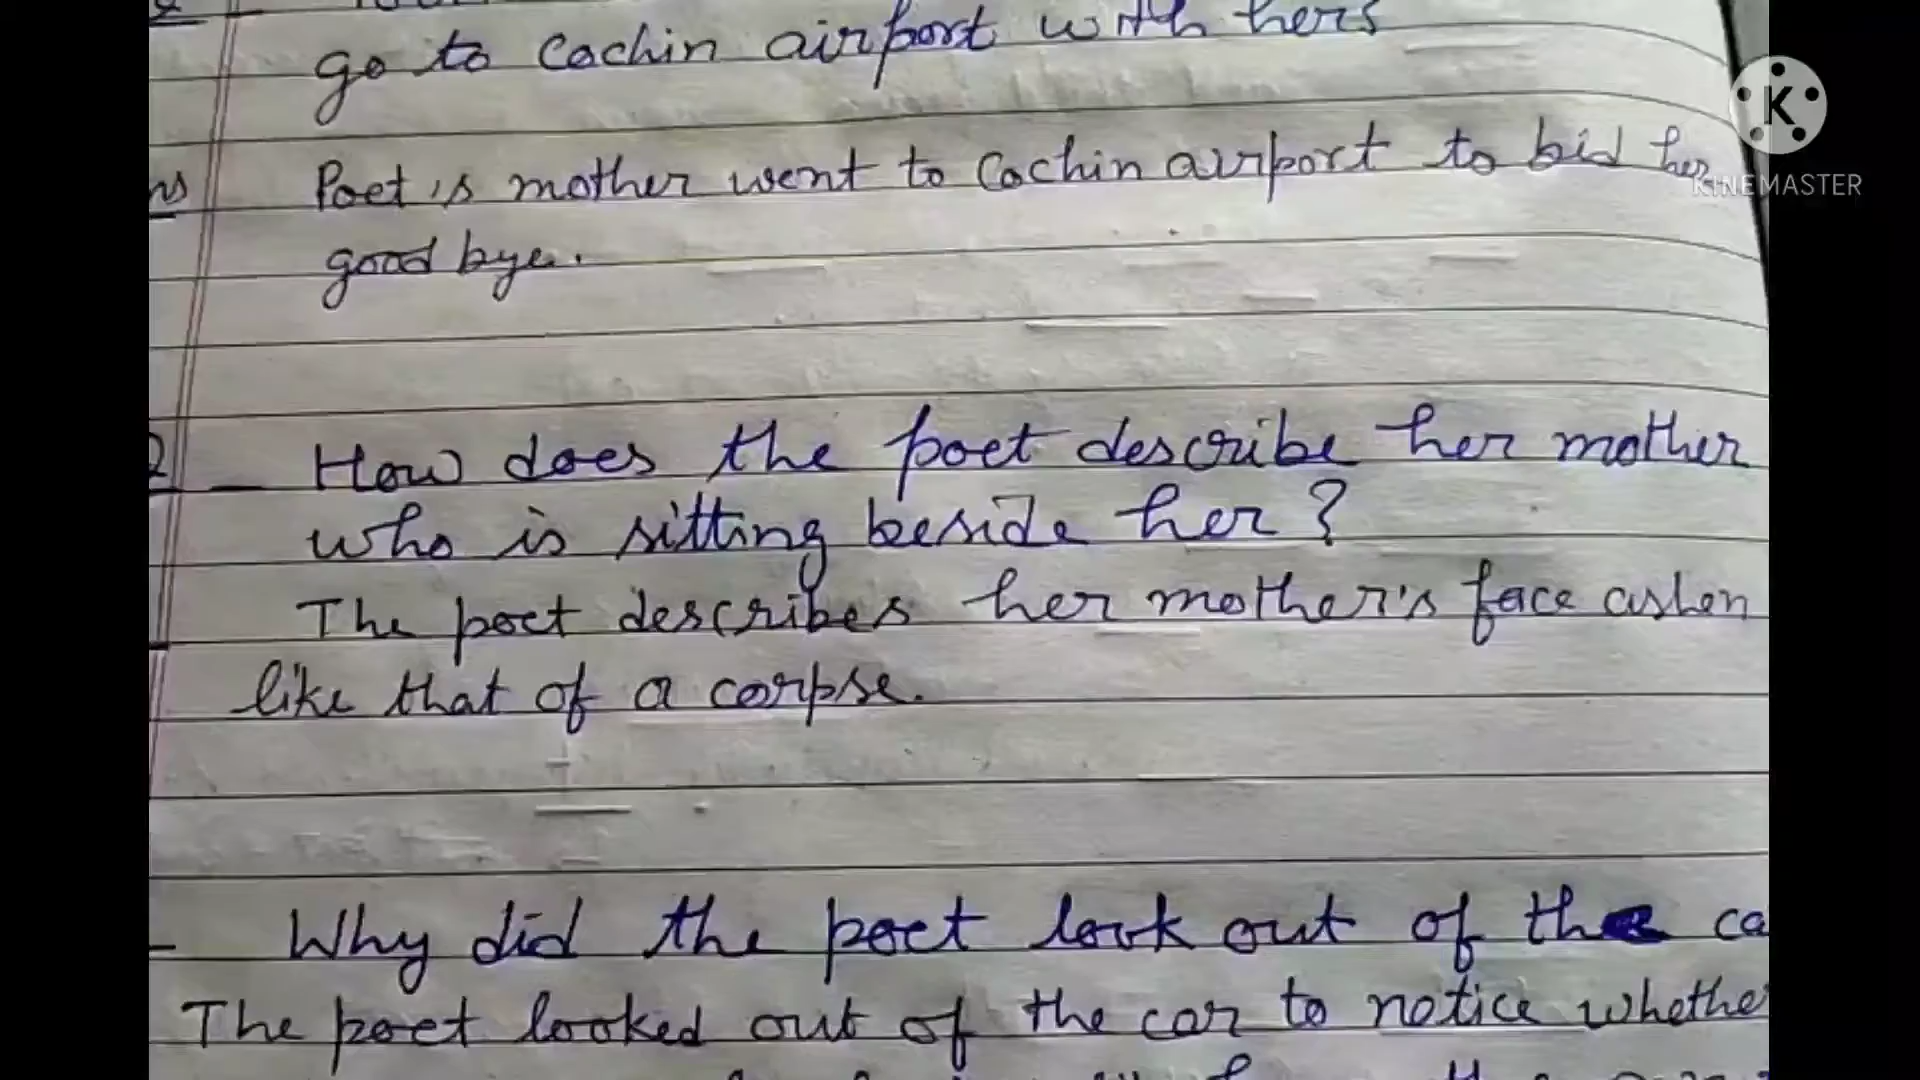 go to Cochin airport with hers
ns Poet is mother went to Cochin airport to bid her
good bye.
How does the poet describe her mother
who is sitting beside her?
The poet describes her mother's face ashen
like that of a corpse.
Why did the poet look out of the ca
The poet looked out of the car to notice whethe
K
KINEMASTER